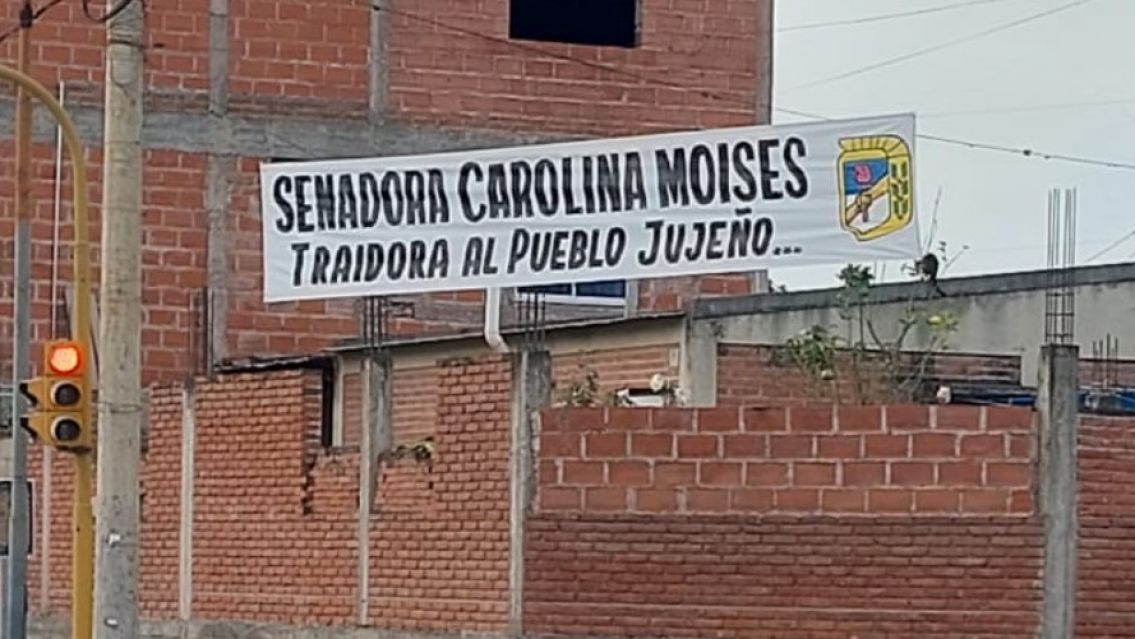 SENADORA CAROLINA MOISES
TRAIDORA AL PUEBLO JUJEÑO...